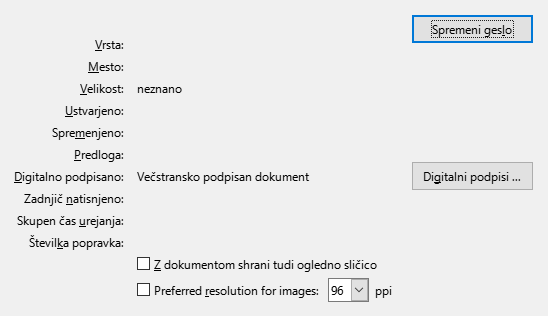 Spremeni geslo
Vrsta:
Mesto:
Velikost: neznano
Ustvarjeno:
Spremenjeno:
Predloga:
Digitalno podpisano: Večstransko podpisan dokument Digitalni podpisi ...
Zadnjič natisnjeno:
Skupen čas urejanja:
Številka popravka:
Z dokumentom shrani tudi ogledno sličico
Preferred resolution for images: 96 ppi